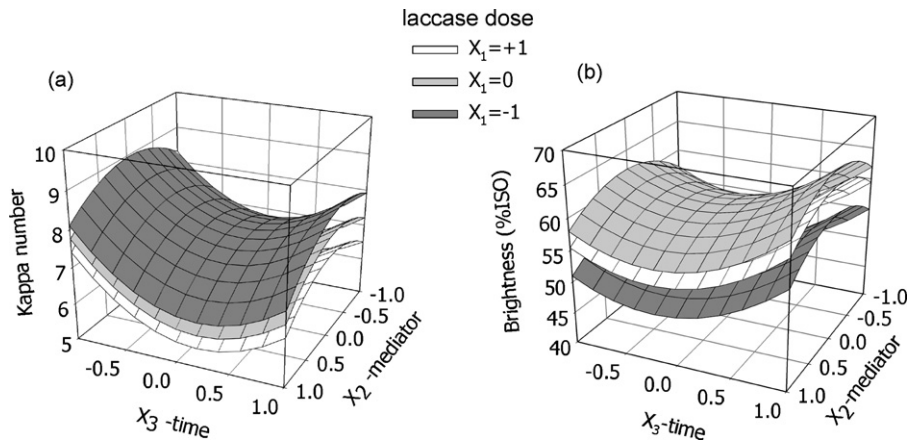 laccase dose
X1=+1
X1=0
X1=-1
(a)
10
9
8
7
6
5
Kappa number
-0.5
0.0
0.5
1.0
X3 -time
-1.0
-0.5
0.0
0.5
1.0
X2 -mediator
(b)
70
65
60
55
50
45
40
Brightness (%ISO)
-0.5
0.0
0.5
1.0
X3-time
-1.0
-0.5
0.0
0.5
1.0
X2-mediator